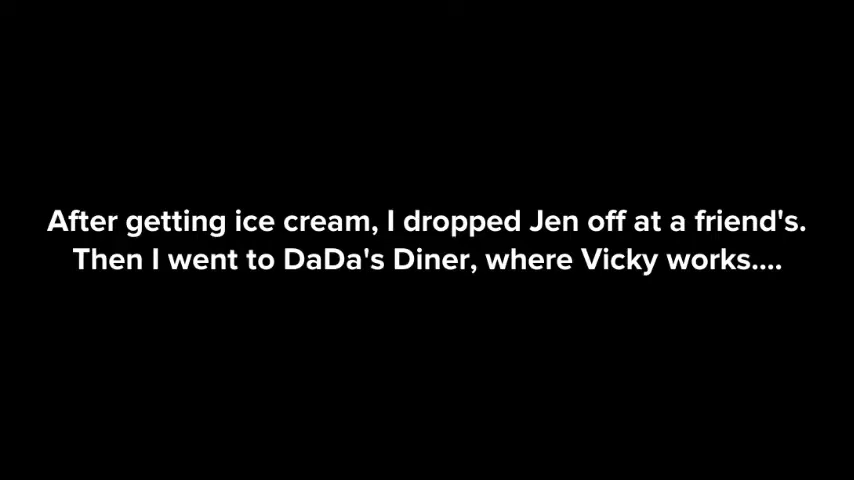 After getting ice cream, I dropped Jen off at a friend's.
Then I went to DaDa's Diner, where Vicky works....